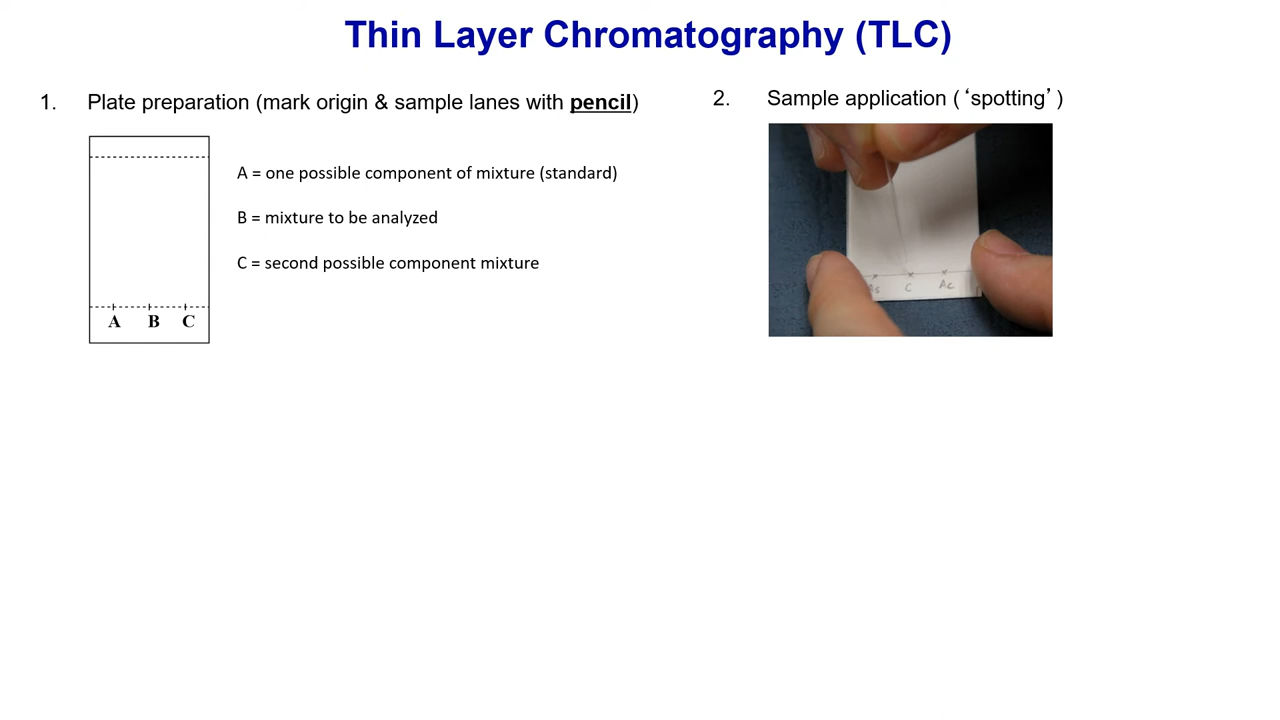 Thin Layer Chromatography (TLC)
1. Plate preparation (mark origin & sample lanes with pencil)
A = one possible component of mixture (standard)
B = mixture to be analyzed
C = second possible component mixture
A B C
2. Sample application (‘spotting’)
As C Ac